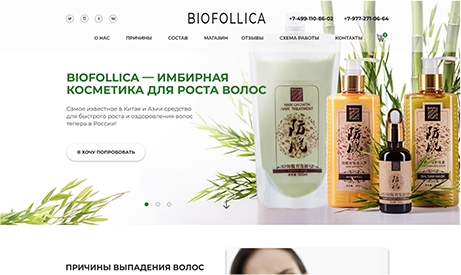 BIOFOLLICA
+7-499-110-86-02
+7-977-271-06-64
О НАС ПРИЧИНЫ СОСТАВ МАГАЗИН ОТЗЫВЫ СХЕМА РАБОТЫ КОНТАКТЫ
BIOFOLLICA — ИМБИРНАЯ
КОСМЕТИКА ДЛЯ РОСТА ВОЛОС
Самое известное в Китае и Азии средство
для быстрого роста и оздоровления волос
теперь в России!
Я ХОЧУ ПОПРОБОВАТЬ
HAIR GROWTH
HAIR TREATMENT
防脱
ПРИЧИНЫ ВЫПАДЕНИЯ ВОЛОС